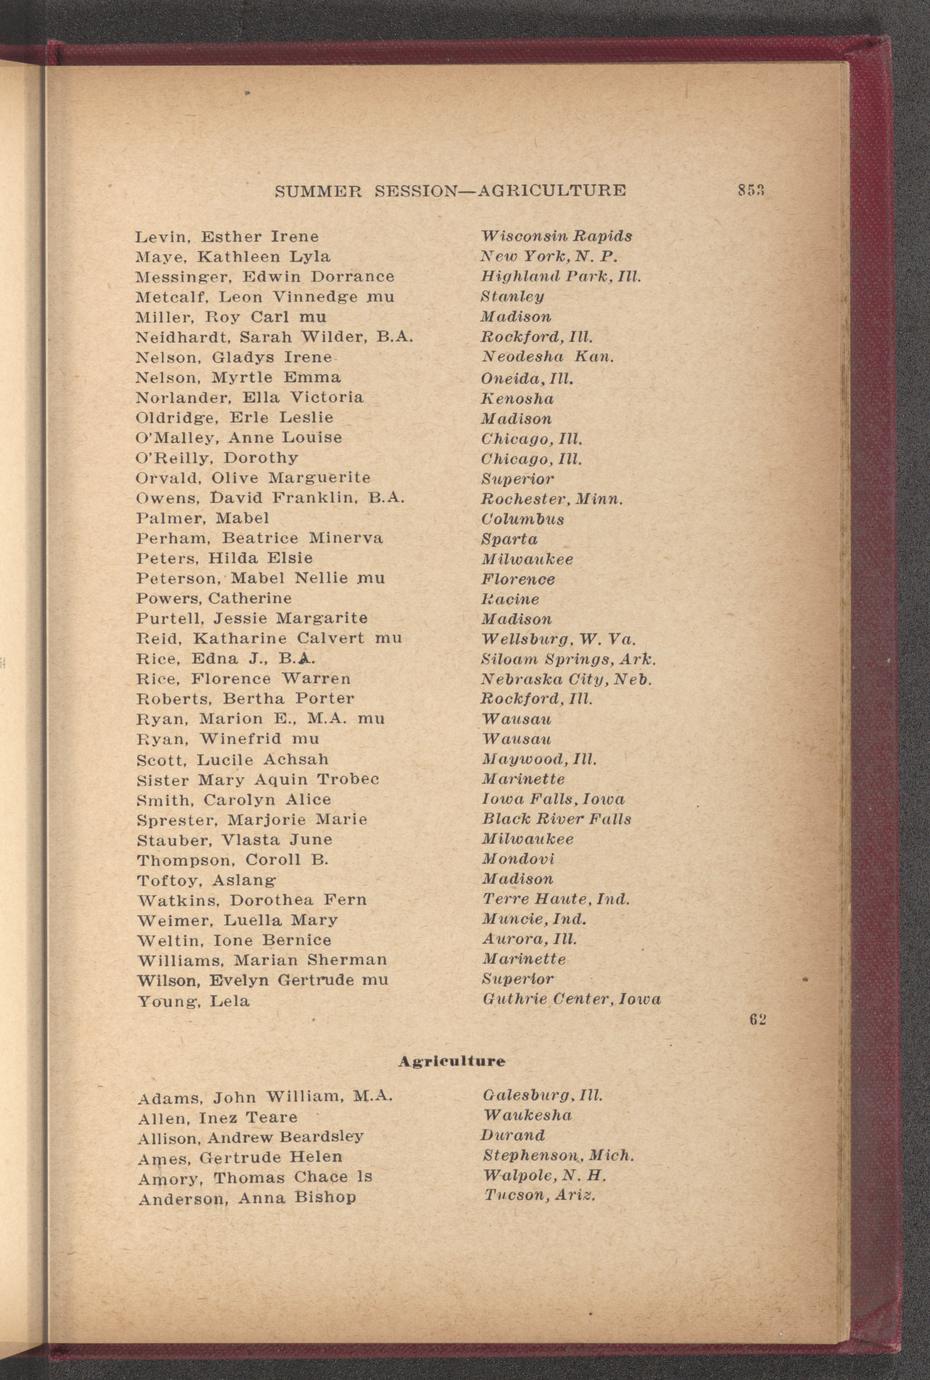 SUMMER SESSION—AGRICULTURE 853
Levin, Esther Irene Wisconsin Rapids
Maye, Kathleen Lyla New York, N. P.
Messinger, Edwin Dorrance Highland Park, Ill.
Metcalf, Leon Vinnedge mu Stanley
Miller, Roy Carl mu Madison
Neidhardt, Sarah Wilder, B.A. Rockford, Ill.
Nelson, Gladys Irene Neodesha Kan.
Nelson, Myrtle Emma Oneida, Ill.
Norlander, Ella Victoria Kenosha
Oldridge, Erle Leslie Madison
O'Malley, Anne Louise Chicago, Ill.
O'Reilly, Dorothy Chicago, Ill.
Orvald, Olive Marguerite Superior
Owens, David Franklin, B.A. Rochester, Minn.
Palmer, Mabel Columbus
Perham, Beatrice Minerva Sparta
Peters, Hilda Elsie Milwaukee
Peterson, Mabel Nellie mu Florence
Powers, Catherine Racine
Purtell, Jessie Margarite Madison
Reid, Katharine Calvert mu Wellsburg, W. Va.
Rice, Edna J., B.A. Siloam Springs, Ark.
Rice, Florence Warren Nebraska City, Neb.
Roberts, Bertha Porter Rockford, Ill.
Ryan, Marion E., M.A. mu Wausau
Ryan, Winefrid mu Wausau
Scott, Lucile Achsah Maywood, Ill.
Sister Mary Aquin Trobec Marinette
Smith, Carolyn Alice Iowa Falls, Iowa
Sprester, Marjorie Marie Black River Falls
Stauber, Vlasta June Milwaukee
Thompson, Coroll B. Mondovi
Toftoy, Aslang Madison
Watkins, Dorothea Fern Terre Haute, Ind.
Weimer, Luella Mary Muncie, Ind.
Weltin, Ione Bernice Aurora, Ill.
Williams, Marian Sherman Marinette
Wilson, Evelyn Gertrude mu Superior
Young, Lela Guthrie Center, Iowa
62
Agriculture
Adams, John William, M.A. Galesburg, Ill.
Allen, Inez Teare Waukesha
Allison, Andrew Beardsley Durand
Ames, Gertrude Helen Stephenson, Mich.
Amory, Thomas Chace ls Walpole, N. H.
Anderson, Anna Bishop Tucson, Ariz.